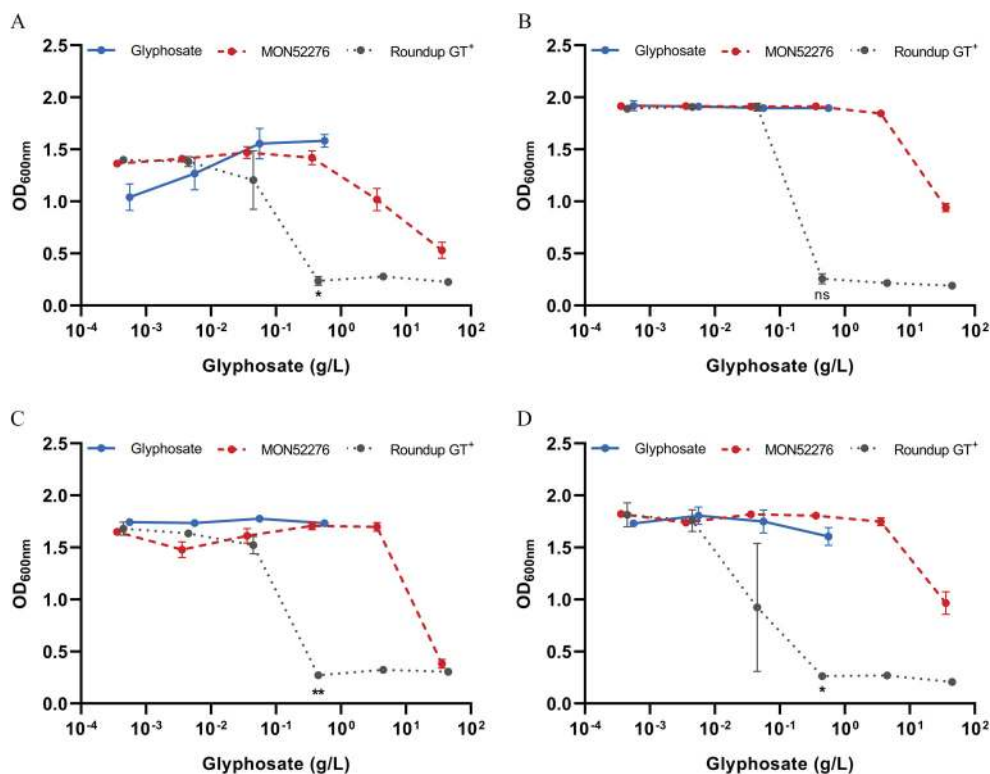 A
B
Glyphosate MON52276 Roundup GT⁺
Glyphosate MON52276 Roundup GT⁺
OD600nm
2.5
2.0
1.5
1.0
0.5
0.0
*
10⁻⁴ 10⁻³ 10⁻² 10⁻¹ 10⁰ 10¹ 10²
Glyphosate (g/L)
OD600nm
2.5
2.0
1.5
1.0
0.5
0.0
ns
10⁻⁴ 10⁻³ 10⁻² 10⁻¹ 10⁰ 10¹ 10²
Glyphosate (g/L)
C
D
Glyphosate MON52276 Roundup GT⁺
Glyphosate MON52276 Roundup GT⁺
OD600nm
2.5
2.0
1.5
1.0
0.5
0.0
**
10⁻⁴ 10⁻³ 10⁻² 10⁻¹ 10⁰ 10¹ 10²
Glyphosate (g/L)
OD600nm
2.5
2.0
1.5
1.0
0.5
0.0
*
10⁻⁴ 10⁻³ 10⁻² 10⁻¹ 10⁰ 10¹ 10²
Glyphosate (g/L)